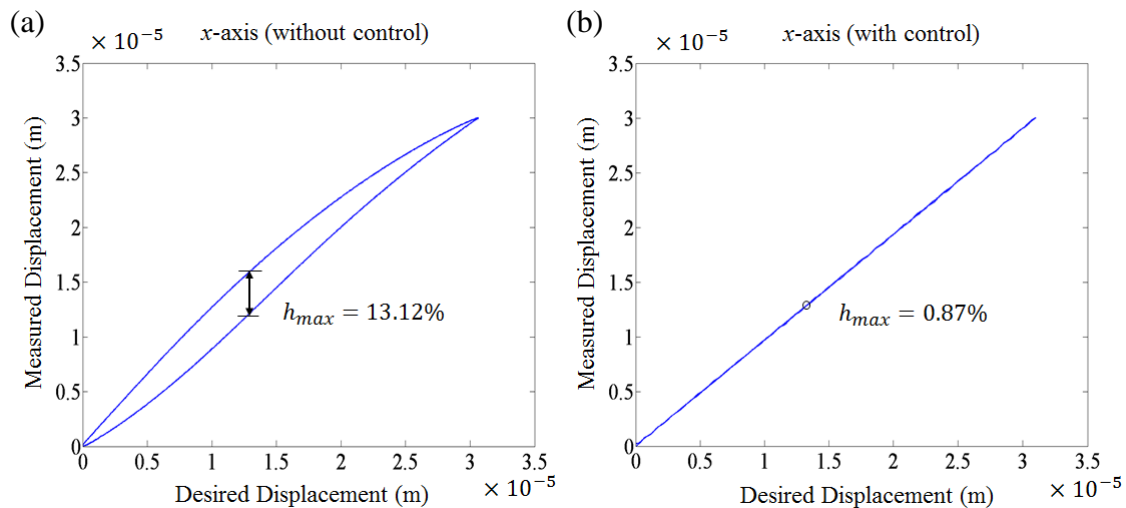 (a)
× 10⁻⁵
x-axis (without control)
3.5
3
2.5
2
1.5
1
0.5
0
Measured Displacement (m)
h_max = 13.12%
0 0.5 1 1.5 2 2.5 3 3.5
Desired Displacement (m)
× 10⁻⁵
(b)
× 10⁻⁵
x-axis (with control)
3.5
3
2.5
2
1.5
1
0.5
0
Measured Displacement (m)
h_max = 0.87%
0 0.5 1 1.5 2 2.5 3 3.5
Desired Displacement (m)
× 10⁻⁵